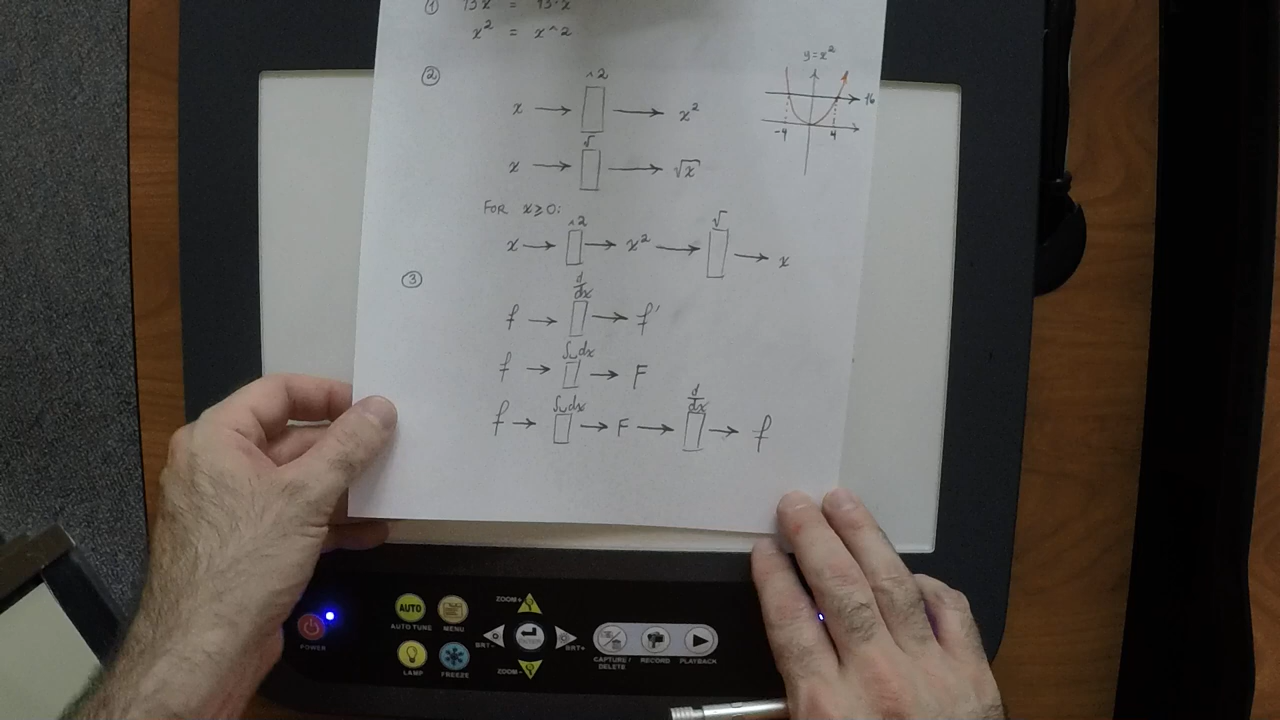 ①
x² = x^2
②
^2
x → ▯ → x²
√
x → ▯ → √x
y=x²
16
-4 4
FOR x≥0:
^2 √
x → ▯ → x² → ▯ → x
③
d/dx
f → ▯ → f'
∫␣dx
f → ▯ → F
∫␣dx d/dx
f → ▯ → F → ▯ → f
POWER
AUTO
AUTO TUNE
MENU
LAMP
FREEZE
ZOOM+
BRT-
BRT+
ZOOM-
CAPTURE /
DELETE
RECORD
PLAYBACK